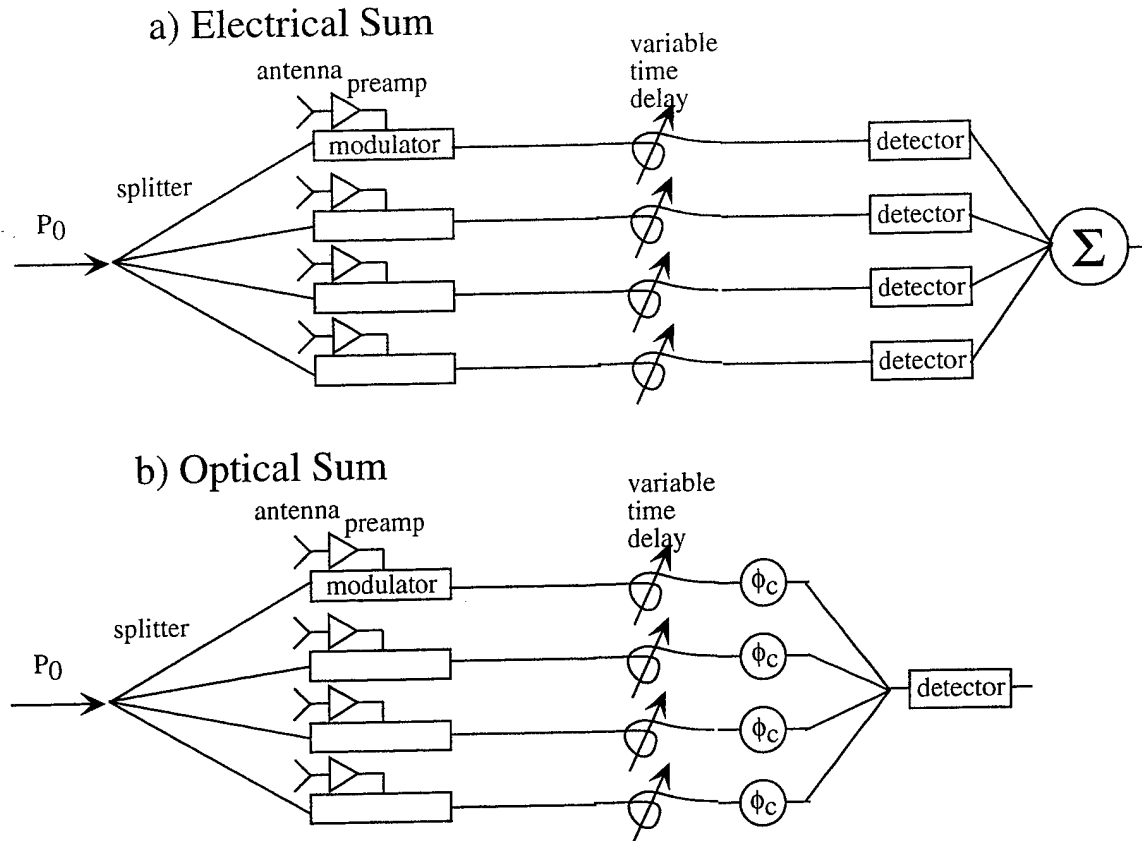 a) Electrical Sum
antenna
preamp
variable
time
delay
modulator
detector
splitter
P0
detector
Σ
detector
detector
b) Optical Sum
antenna
preamp
variable
time
delay
modulator
ϕc
splitter
P0
ϕc
detector
ϕc
ϕc